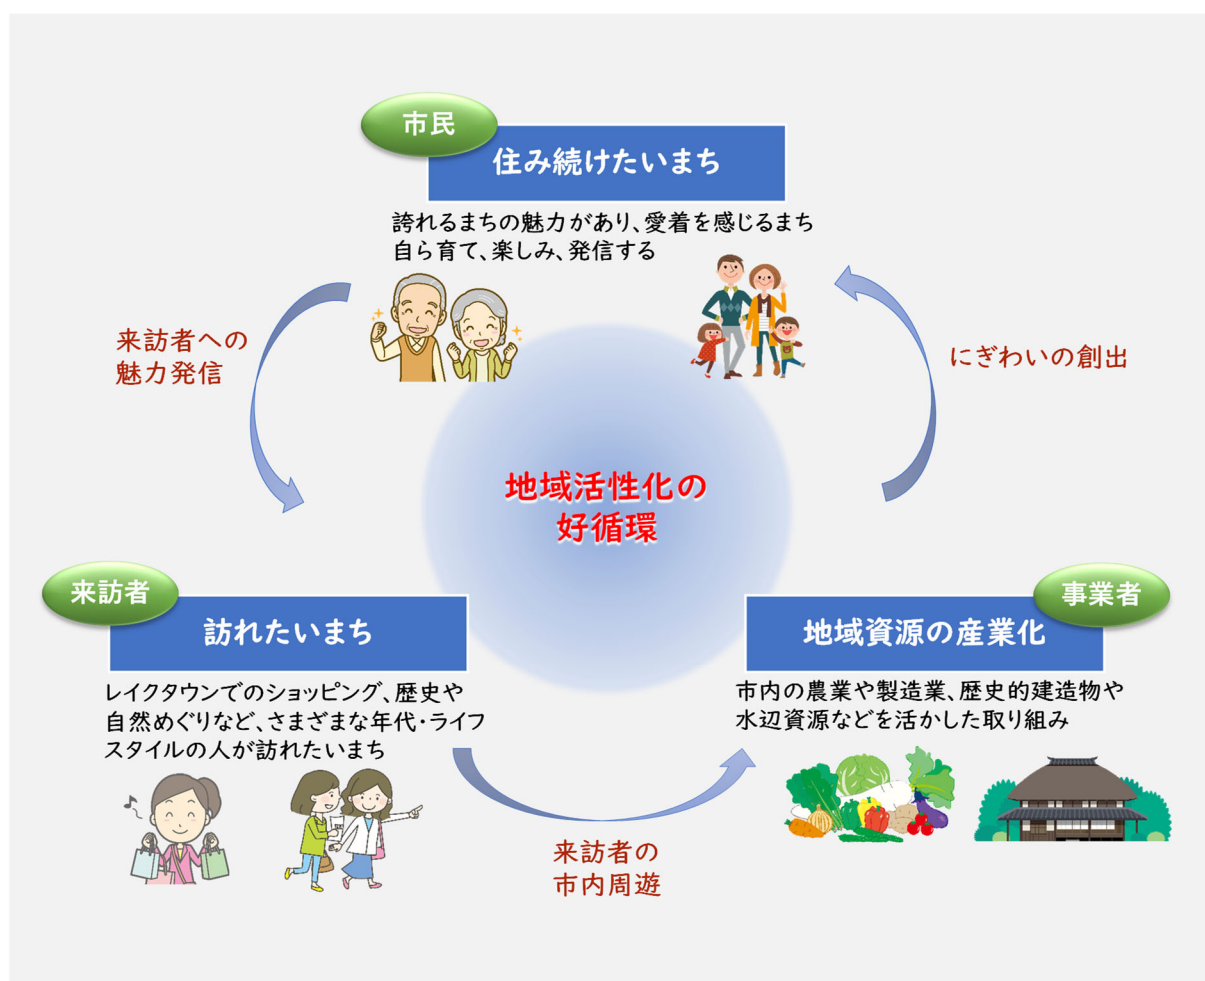 市民
住み続けたいまち
誇れるまちの魅力があり、愛着を感じるまち
自ら育て、楽しみ、発信する
来訪者への
魅力発信
にぎわいの創出
地域活性化の
好循環
来訪者
訪れたいまち
レイクタウンでのショッピング、歴史や
自然めぐりなど、さまざまな年代・ライフ
スタイルの人が訪れたいまち
事業者
地域資源の産業化
市内の農業や製造業、歴史的建造物や
水辺資源などを活かした取り組み
来訪者の
市内周遊